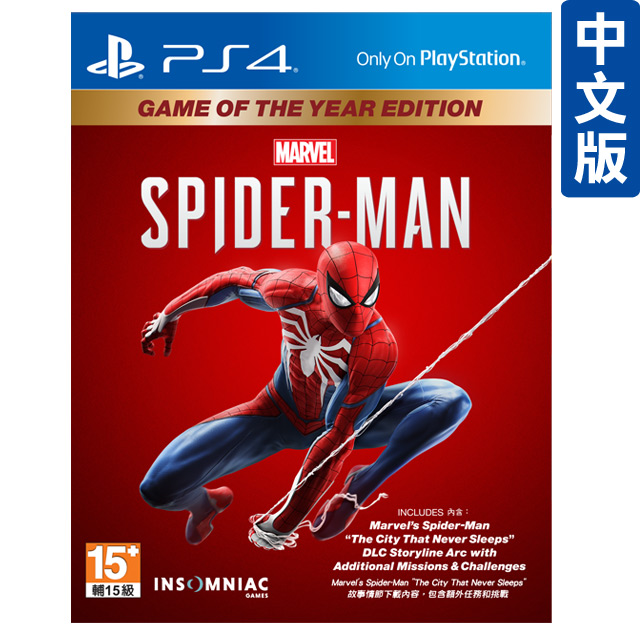 PS4
Only On PlayStation®
GAME OF THE YEAR EDITION
MARVEL
SPIDER-MAN
INCLUDES 內含：
Marvel's Spider-Man
"The City That Never Sleeps"
DLC Storyline Arc with
Additional Missions & Challenges
Marvel's Spider-Man "The City That Never Sleeps"
故事情節下載內容，包含額外任務和挑戰
15+
輔15級
INSOMNIAC
GAMES
中文版